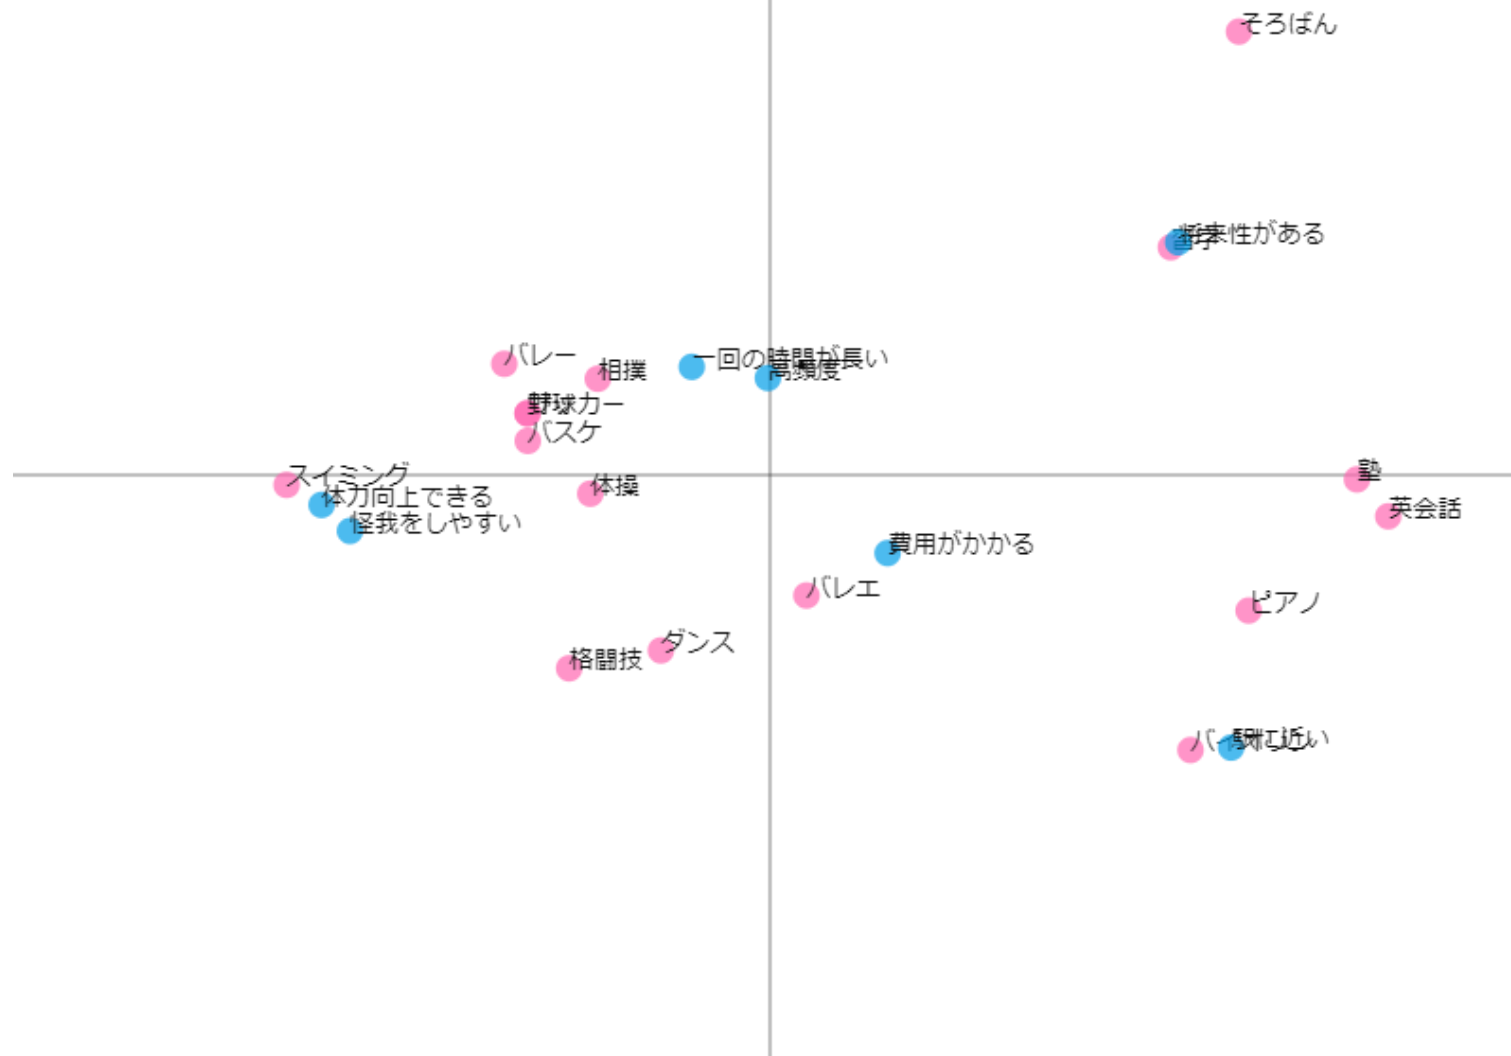 そろばん
将来性がある
バレー
相撲
一回の時間が長い
高頻度
野球
バスケ
スイミング
体操
体力向上できる
怪我をしやすい
塾
英会話
費用がかかる
バレエ
ピアノ
ダンス
格闘技
駅に近い